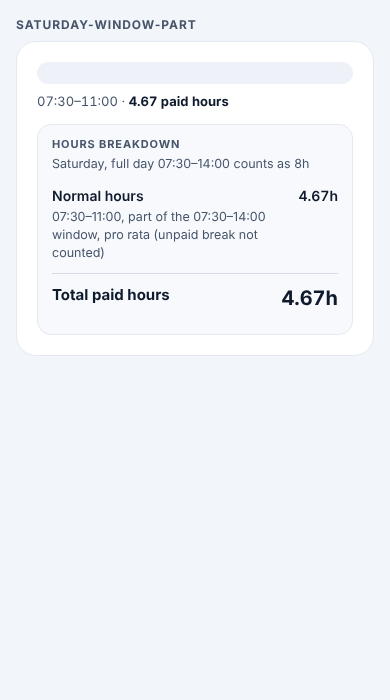 SATURDAY-WINDOW-PART
07:30–11:00 · 4.67 paid hours
HOURS BREAKDOWN
Saturday, full day 07:30–14:00 counts as 8h
Normal hours 4.67h
07:30–11:00, part of the 07:30–14:00
window, pro rata (unpaid break not
counted)
Total paid hours 4.67h